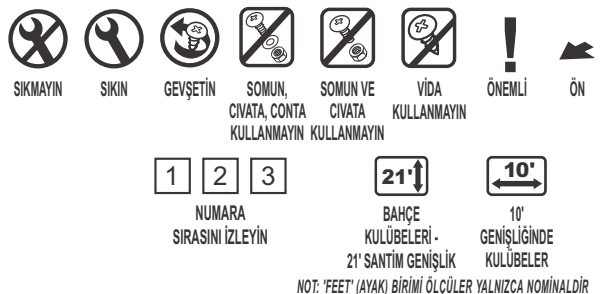 SIKMAYIN
SIKIN
GEVŞETİN
SOMUN,
CIVATA, CONTA
KULLANMAYIN
SOMUN VE
CIVATA
KULLANMAYIN
VİDA
KULLANMAYIN
ÖNEMLİ
ÖN
1 2 3
NUMARA
SIRASINI İZLEYİN
21'
BAHÇE
KULÜBELERİ -
21' SANTİM GENİŞLİK
10'
10'
GENİŞLİĞİNDE
KULÜBELER
NOT: 'FEET' (AYAK) BİRİMİ ÖLÇÜLER YALNIZCA NOMİNALDİR